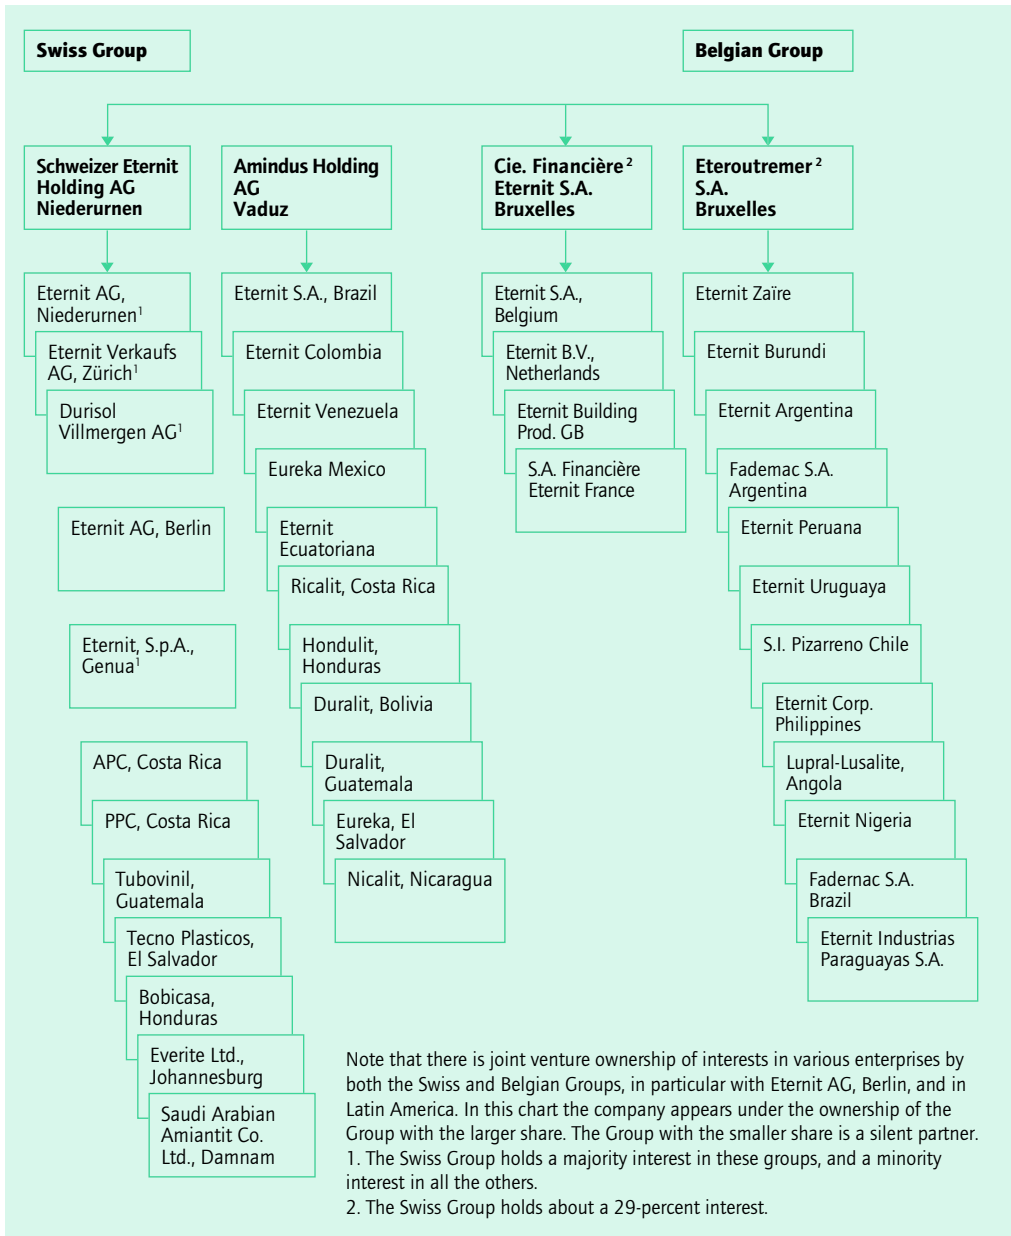 Swiss Group
Belgian Group
Schweizer Eternit
Holding AG
Niederurnen
Amindus Holding
AG
Vaduz
Cie. Financière ²
Eternit S.A.
Bruxelles
Eteroutremer ²
S.A.
Bruxelles
Eternit AG,
Niederurnen¹
Eternit Verkaufs
AG, Zürich¹
Durisol
Villmergen AG¹
Eternit AG, Berlin
Eternit, S.p.A.,
Genua¹
APC, Costa Rica
PPC, Costa Rica
Tubovinil,
Guatemala
Tecno Plasticos,
El Salvador
Bobicasa,
Honduras
Everite Ltd.,
Johannesburg
Saudi Arabian
Amiantit Co.
Ltd., Damnam
Eternit S.A., Brazil
Eternit Colombia
Eternit Venezuela
Eureka Mexico
Eternit
Ecuatoriana
Ricalit, Costa Rica
Hondulit,
Honduras
Duralit, Bolivia
Duralit,
Guatemala
Eureka, El
Salvador
Nicalit, Nicaragua
Eternit S.A.,
Belgium
Eternit B.V.,
Netherlands
Eternit Building
Prod. GB
S.A. Financière
Eternit France
Eternit Zaïre
Eternit Burundi
Eternit Argentina
Fademac S.A.
Argentina
Eternit Peruana
Eternit Uruguaya
S.I. Pizarreno Chile
Eternit Corp.
Philippines
Lupral-Lusalite,
Angola
Eternit Nigeria
Fadernac S.A.
Brazil
Eternit Industrias
Paraguayas S.A.
Note that there is joint venture ownership of interests in various enterprises by
both the Swiss and Belgian Groups, in particular with Eternit AG, Berlin, and in
Latin America. In this chart the company appears under the ownership of the
Group with the larger share. The Group with the smaller share is a silent partner.
1. The Swiss Group holds a majority interest in these groups, and a minority
interest in all the others.
2. The Swiss Group holds about a 29-percent interest.